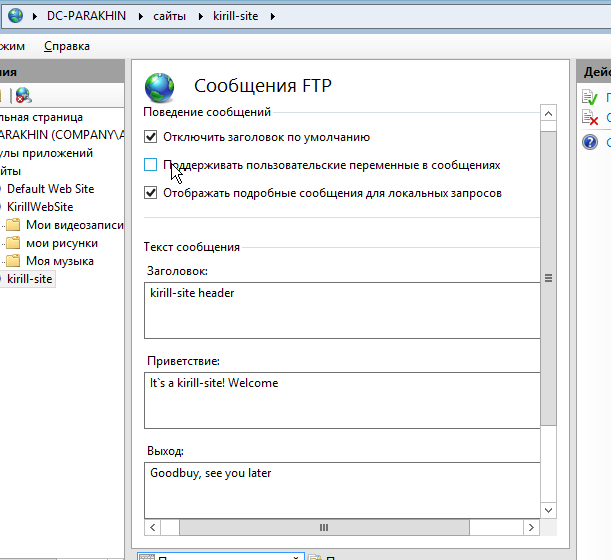 DC-PARAKHIN ▸ сайты ▸ kirill-site ▸
Справка
Сообщения FTP
Поведение сообщений
Отключить заголовок по умолчанию
Поддерживать пользовательские переменные в сообщениях
Отображать подробные сообщения для локальных запросов
Текст сообщения
Заголовок:
kirill-site header
Приветствие:
It`s a kirill-site! Welcome
Выход:
Goodbuy, see you later
ния
льная страница
ARAKHIN (COMPANY\A
улы приложений
йты
Default Web Site
KirillWebSite
Мои видеозаписи
мои рисунки
Моя музыка
kirill-site
Дей